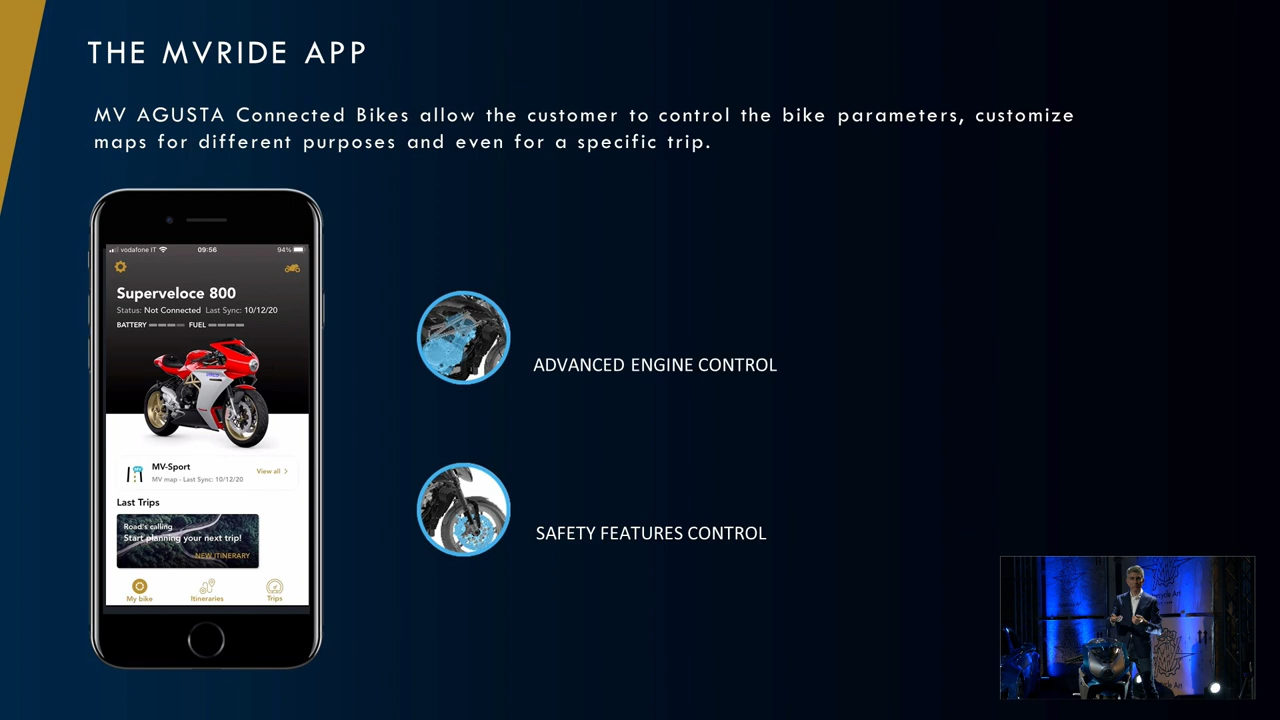 THE MVRIDE APP
MV AGUSTA Connected Bikes allow the customer to control the bike parameters, customize
maps for different purposes and even for a specific trip.
vodafone IT 09:56 94%
Superveloce 800
Status: Not Connected Last Sync: 10/12/20
BATTERY FUEL
MV-Sport
View all >
MV map - Last Sync: 10/12/20
Last Trips
Road's calling
Start planning your next trip!
NEW ITINERARY
My bike Itineraries Trips
ADVANCED ENGINE CONTROL
SAFETY FEATURES CONTROL